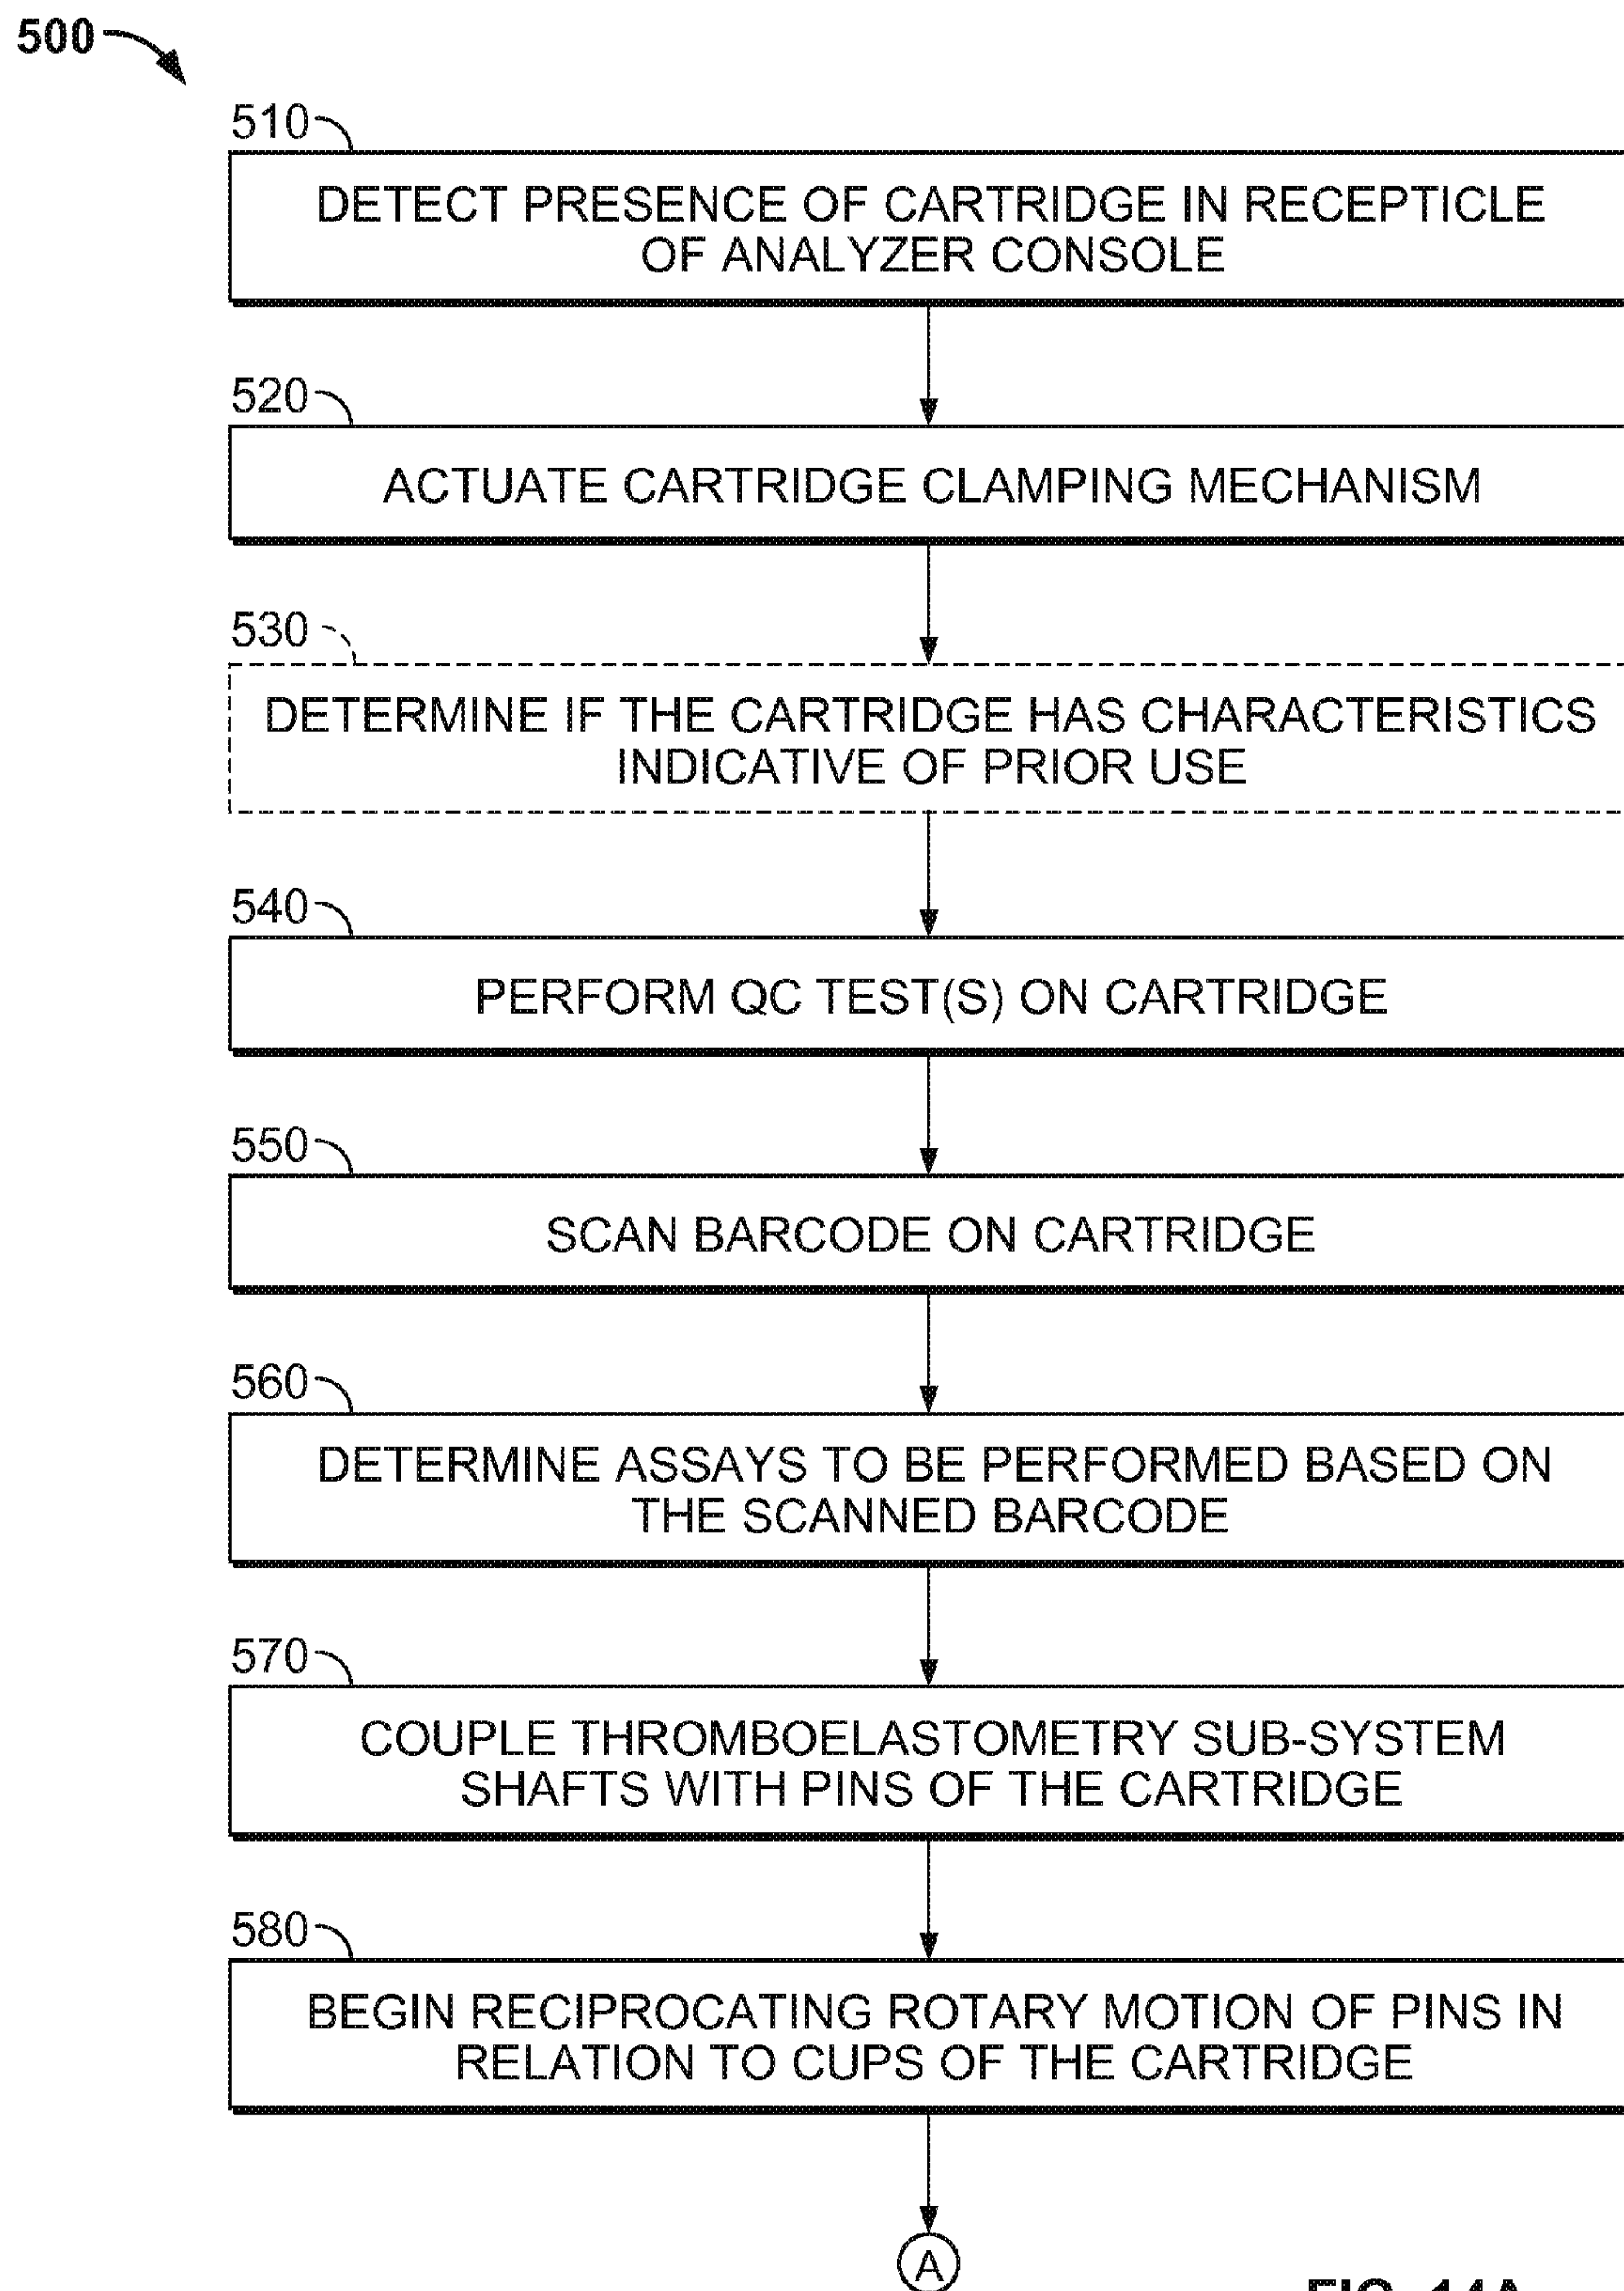 500
510
DETECT PRESENCE OF CARTRIDGE IN RECEPTICLE
OF ANALYZER CONSOLE
520
ACTUATE CARTRIDGE CLAMPING MECHANISM
530
DETERMINE IF THE CARTRIDGE HAS CHARACTERISTICS
INDICATIVE OF PRIOR USE
540
PERFORM QC TEST(S) ON CARTRIDGE
550
SCAN BARCODE ON CARTRIDGE
560
DETERMINE ASSAYS TO BE PERFORMED BASED ON
THE SCANNED BARCODE
570
COUPLE THROMBOELASTOMETRY SUB-SYSTEM
SHAFTS WITH PINS OF THE CARTRIDGE
580
BEGIN RECIPROCATING ROTARY MOTION OF PINS IN
RELATION TO CUPS OF THE CARTRIDGE
A
FIG. 14A